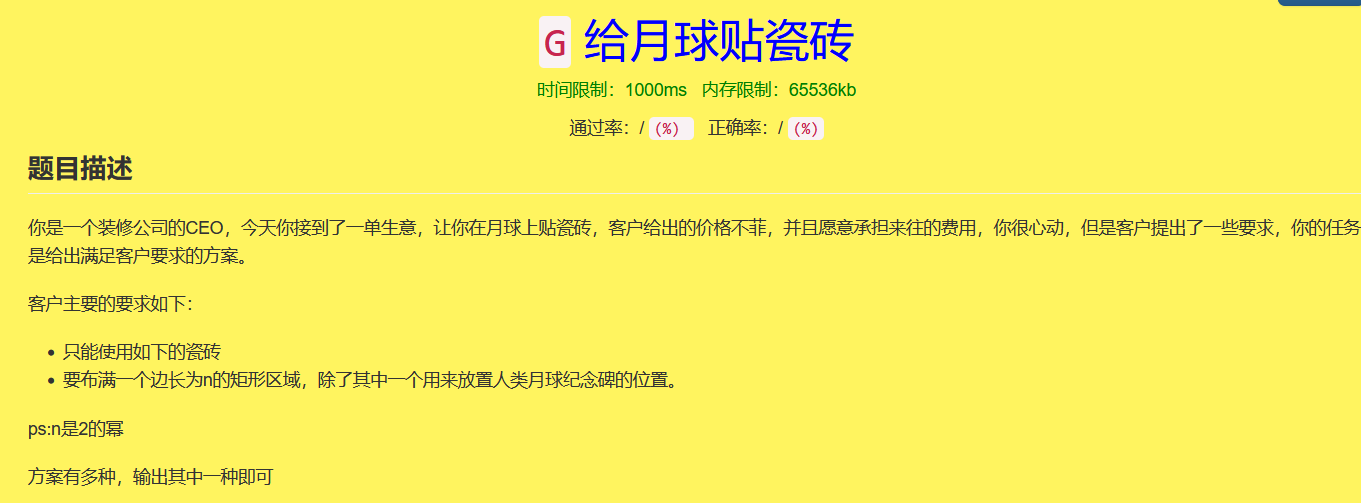 G 给月球贴瓷砖
时间限制：1000ms 内存限制：65536kb
通过率：/ (%) 正确率：/ (%)
题目描述
你是一个装修公司的CEO，今天你接到了一单生意，让你在月球上贴瓷砖，客户给出的价格不菲，并且愿意承担来往的费用，你很心动，但是客户提出了一些要求，你的任务
是给出满足客户要求的方案。
客户主要的要求如下：
• 只能使用如下的瓷砖
• 要布满一个边长为n的矩形区域，除了其中一个用来放置人类月球纪念碑的位置。
ps:n是2的幂
方案有多种，输出其中一种即可